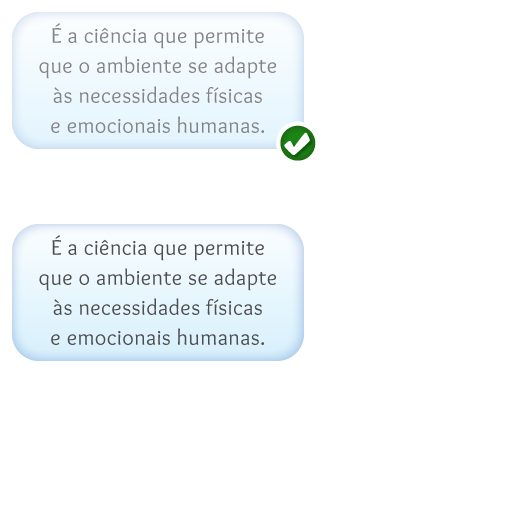 É a ciência que permite
que o ambiente se adapte
às necessidades físicas
e emocionais humanas.
É a ciência que permite
que o ambiente se adapte
às necessidades físicas
e emocionais humanas.